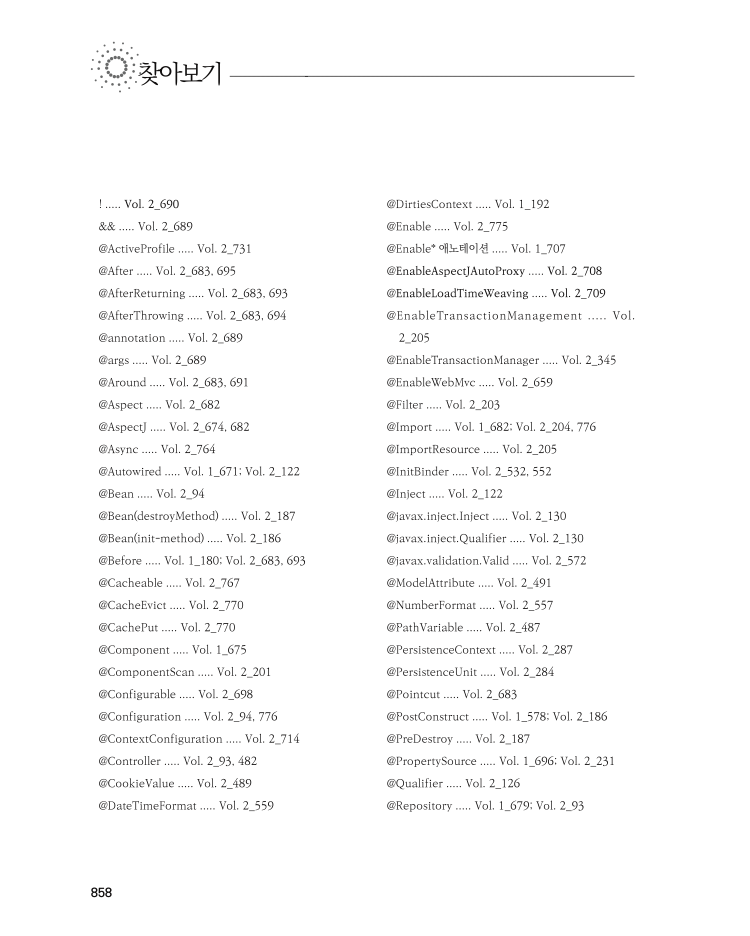 찾아보기
! ..... Vol. 2_690
&& ..... Vol. 2_689
@ActiveProfile ..... Vol. 2_731
@After ..... Vol. 2_683, 695
@AfterReturning ..... Vol. 2_683, 693
@AfterThrowing ..... Vol. 2_683, 694
@annotation ..... Vol. 2_689
@args ..... Vol. 2_689
@Around ..... Vol. 2_683, 691
@Aspect ..... Vol. 2_682
@AspectJ ..... Vol. 2_674, 682
@Async ..... Vol. 2_764
@Autowired ..... Vol. 1_671; Vol. 2_122
@Bean ..... Vol. 2_94
@Bean(destroyMethod) ..... Vol. 2_187
@Bean(init-method) ..... Vol. 2_186
@Before ..... Vol. 1_180; Vol. 2_683, 693
@Cacheable ..... Vol. 2_767
@CacheEvict ..... Vol. 2_770
@CachePut ..... Vol. 2_770
@Component ..... Vol. 1_675
@ComponentScan ..... Vol. 2_201
@Configurable ..... Vol. 2_698
@Configuration ..... Vol. 2_94, 776
@ContextConfiguration ..... Vol. 2_714
@Controller ..... Vol. 2_93, 482
@CookieValue ..... Vol. 2_489
@DateTimeFormat ..... Vol. 2_559
@DirtiesContext ..... Vol. 1_192
@Enable ..... Vol. 2_775
@Enable* 애노테이션 ..... Vol. 1_707
@EnableAspectJAutoProxy ..... Vol. 2_708
@EnableLoadTimeWeaving ..... Vol. 2_709
@EnableTransactionManagement ..... Vol.
2_205
@EnableTransactionManager ..... Vol. 2_345
@EnableWebMvc ..... Vol. 2_659
@Filter ..... Vol. 2_203
@Import ..... Vol. 1_682; Vol. 2_204, 776
@ImportResource ..... Vol. 2_205
@InitBinder ..... Vol. 2_532, 552
@Inject ..... Vol. 2_122
@javax.inject.Inject ..... Vol. 2_130
@javax.inject.Qualifier ..... Vol. 2_130
@javax.validation.Valid ..... Vol. 2_572
@ModelAttribute ..... Vol. 2_491
@NumberFormat ..... Vol. 2_557
@PathVariable ..... Vol. 2_487
@PersistenceContext ..... Vol. 2_287
@PersistenceUnit ..... Vol. 2_284
@Pointcut ..... Vol. 2_683
@PostConstruct ..... Vol. 1_578; Vol. 2_186
@PreDestroy ..... Vol. 2_187
@PropertySource ..... Vol. 1_696; Vol. 2_231
@Qualifier ..... Vol. 2_126
@Repository ..... Vol. 1_679; Vol. 2_93
858